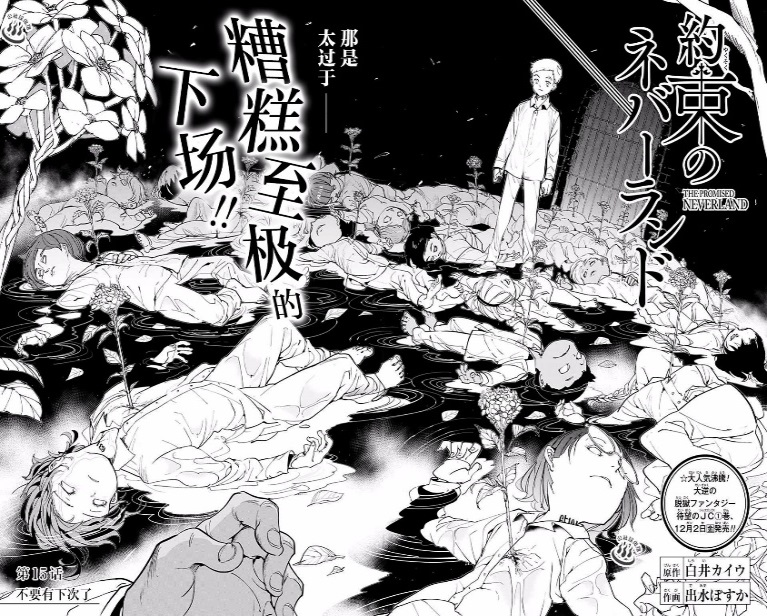 約束の
ネバーランド
THE PROMISED
NEVERLAND
那是
太过于——
糟糕至极的
下场!!
☆大人気沸騰!
大逆の
脱獄ファンタジー
待望のJC①巻、
12月2日(金)発売!!
原作 白井カイウ
作画 出水ぽすか
第15话
不要有下次了